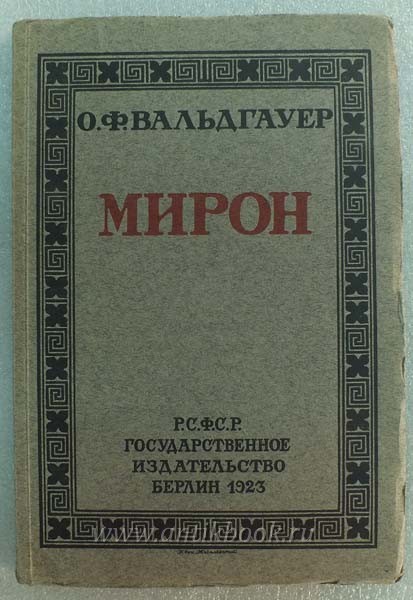 О.Ф.ВАЛЬДГАУЕР
МИРОН
Р.С.Ф.С.Р.
ГОСУДАРСТВЕННОЕ
ИЗДАТЕЛЬСТВО
БЕРЛИН 1923
www.antikbook.ru